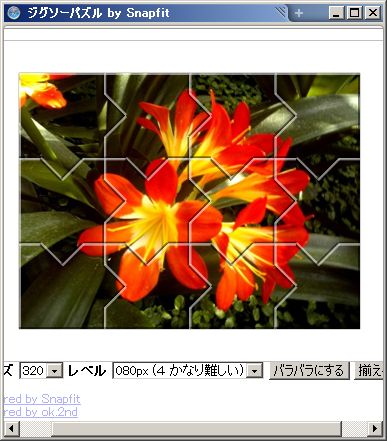 ジグソーパズル by Snapfit
ズ 320 レベル 080px (4 かなり難しい) バラバラにする 揃え
red by Snapfit
red by ok.2nd